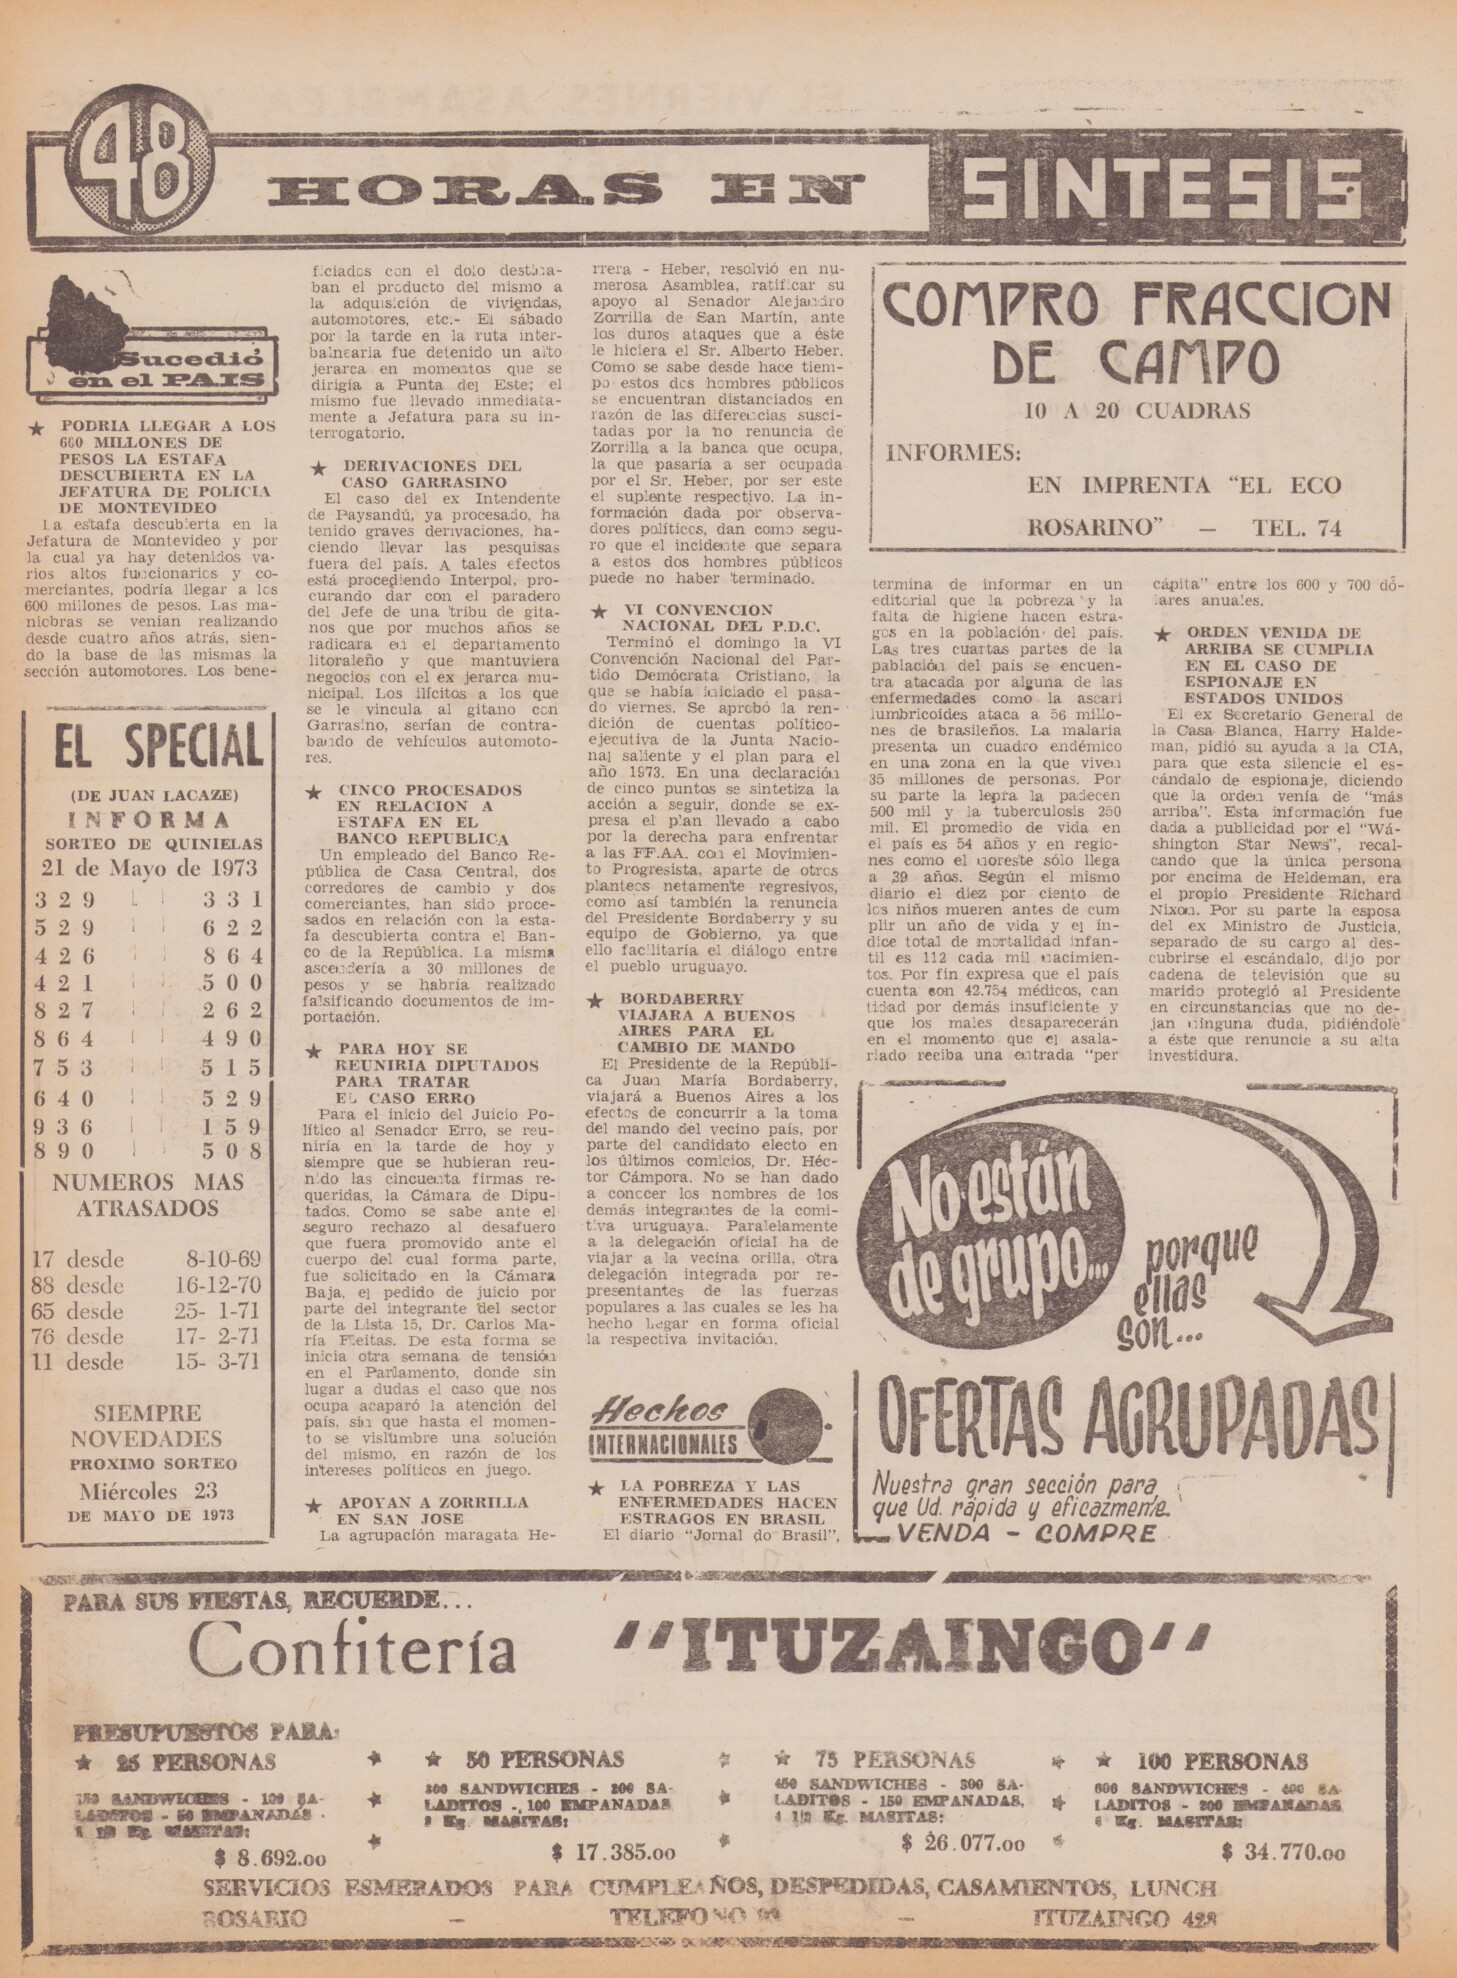 48 HORAS EN SINTESIS
Sucedió
en el PAIS
★ PODRIA LLEGAR A LOS
600 MILLONES DE
PESOS LA ESTAFA
DESCUBIERTA EN LA
JEFATURA DE POLICIA
DE MONTEVIDEO
La estafa descubierta en la
Jefatura de Montevideo y por
la cual ya hay detenidos va-
rios altos funcionarios y co-
merciantes, podría llegar a los
600 millones de pesos. Las ma-
niobras se venían realizando
desde cuatro años atrás, sien-
do la base de las mismas la
sección automotores. Los bene-
EL SPECIAL
(DE JUAN LACAZE)
INFORMA
SORTEO DE QUINIELAS
21 de Mayo de 1973
329 331
529 622
426 864
421 500
827 262
864 490
753 515
640 529
936 159
890 508
NUMEROS MAS
ATRASADOS
17 desde 8-10-69
88 desde 16-12-70
65 desde 25- 1-71
76 desde 17- 2-71
11 desde 15- 3-71
SIEMPRE
NOVEDADES
PROXIMO SORTEO
Miércoles 23
DE MAYO DE 1973
ficiados con el dolo destina-
ban el producto del mismo a
la adquisición de viviendas,
automotores, etc.- El sábado
por la tarde en la ruta inter-
balnearia fue detenido un alto
jerarca en momentos que se
dirigía a Punta del Este; el
mismo fue llevado inmediata-
mente a Jefatura para su in-
terrogatorio.
★ DERIVACIONES DEL
CASO GARRASINO
El caso del ex Intendente
de Paysandú, ya procesado, ha
tenido graves derivaciones, ha-
ciendo llevar las pesquisas
fuera del país. A tales efectos
está procediendo Interpol, pro-
curando dar con el paradero
del Jefe de una tribu de gita-
nos que por muchos años se
radicara en el departamento
litoraleño y que mantuviera
negocios con el ex jerarca mu-
nicipal. Los ilícitos a los que
se le vincula al gitano con
Garrasino, serían de contra-
bando de vehículos automoto-
res.
★ CINCO PROCESADOS
EN RELACION A
ESTAFA EN EL
BANCO REPUBLICA
Un empleado del Banco Re-
pública de Casa Central, dos
corredores de cambio y dos
comerciantes, han sido proce-
sados en relación con la esta-
fa descubierta contra el Ban-
co de la República. La misma
ascendería a 30 millones de
pesos y se habría realizado
falsificando documentos de im-
portación.
★ PARA HOY SE
REUNIRIA DIPUTADOS
PARA TRATAR
EL CASO ERRO
Para el inicio del Juicio Po-
lítico al Senador Erro, se reu-
niría en la tarde de hoy y
siempre que se hubieran reu-
nido las cincuenta firmas re-
queridas, la Cámara de Dipu-
tados. Como se sabe ante el
seguro rechazo al desafuero
que fuera promovido ante el
cuerpo del cual forma parte,
fue solicitado en la Cámara
Baja, el pedido de juicio por
parte del integrante del sector
de la Lista 15, Dr. Carlos Ma-
ría Fleitas. De esta forma se
inicia otra semana de tensión
en el Parlamento, donde sin
lugar a dudas el caso que nos
ocupa acaparó la atención del
país, sin que hasta el momen-
to se vislumbre una solución
del mismo, en razón de los
intereses políticos en juego.
★ APOYAN A ZORRILLA
EN SAN JOSE
La agrupación maragata He-
rrera - Heber, resolvió en nu-
merosa Asamblea, ratificar su
apoyo al Senador Alejandro
Zorrilla de San Martín, ante
los duros ataques que a éste
le hiciera el Sr. Alberto Heber.
Como se sabe desde hace tiem-
po estos dos hombres públicos
se encuentran distanciados en
razón de las diferencias susci-
tadas por la no renuncia de
Zorrilla a la banca que ocupa,
la que pasaría a ser ocupada
por el Sr. Heber, por ser este
el suplente respectivo. La in-
formación dada por observa-
dores políticos, dan como segu-
ro que el incidente que separa
a estos dos hombres públicos
puede no haber terminado.
★ VI CONVENCION
NACIONAL DEL P.D.C.
Terminó el domingo la VI
Convención Nacional del Par-
tido Demócrata Cristiano, la
que se había iniciado el pasa-
do viernes. Se aprobó la ren-
dición de cuentas político-
ejecutiva de la Junta Nacio-
nal saliente y el plan para el
año 1973. En una declaración
de cinco puntos se sintetiza la
acción a seguir, donde se ex-
presa el plan llevado a cabo
por la derecha para enfrentar
a las FF.AA. con el Movimien-
to Progresista, aparte de otros
planteos netamente regresivos,
como así también la renuncia
del Presidente Bordaberry y su
equipo de Gobierno, ya que
ello facilitaría el diálogo entre
el pueblo uruguayo.
★ BORDABERRY
VIAJARA A BUENOS
AIRES PARA EL
CAMBIO DE MANDO
El Presidente de la Repúbli-
ca Juan María Bordaberry,
viajará a Buenos Aires a los
efectos de concurrir a la toma
del mando del vecino país, por
parte del candidato electo en
los últimos comicios, Dr. Héc-
tor Cámpora. No se han dado
a conocer los nombres de los
demás integrantes de la comi-
tiva uruguaya. Paralelamente
a la delegación oficial ha de
viajar a la vecina orilla, otra
delegación integrada por re-
presentantes de las fuerzas
populares a las cuales se les ha
hecho llegar en forma oficial
la respectiva invitación.
Hechos
INTERNACIONALES
★ LA POBREZA Y LAS
ENFERMEDADES HACEN
ESTRAGOS EN BRASIL
El diario "Jornal do Brasil",
COMPRO FRACCION
DE CAMPO
10 A 20 CUADRAS
INFORMES:
EN IMPRENTA "EL ECO
ROSARINO" — TEL. 74
termina de informar en un
editorial que la pobreza y la
falta de higiene hacen estra-
gos en la población del país.
Las tres cuartas partes de la
pablación del país se encuen-
tra atacada por alguna de las
enfermedades como la ascari
lumbricoides ataca a 56 millo-
nes de brasileños. La malaria
presenta un cuadro endémico
en una zona en la que viven
35 millones de personas. Por
su parte la lepra la padecen
500 mil y la tuberculosis 250
mil. El promedio de vida en
el país es 54 años y en regio-
nes como el noreste sólo llega
a 39 años. Según el mismo
diario el diez por ciento de
los niños mueren antes de cum
plir un año de vida y el ín-
dice total de mortalidad infan-
til es 112 cada mil nacimien-
tos. Por fin expresa que el país
cuenta con 42.754 médicos, can
tidad por demás insuficiente y
que los males desaparecerán
en el momento que el asala-
riado reciba una entrada "per
cápita" entre los 600 y 700 dó-
lares anuales.
★ ORDEN VENIDA DE
ARRIBA SE CUMPLIA
EN EL CASO DE
ESPIONAJE EN
ESTADOS UNIDOS
El ex Secretario General de
la Casa Blanca, Harry Halde-
man, pidió su ayuda a la CIA,
para que esta silencie el es-
cándalo de espionaje, diciendo
que la orden venía de "más
arriba". Esta información fue
dada a publicidad por el "Wá-
shington Star News", recal-
cando que la única persona
por encima de Heldeman, era
el propio Presidente Richard
Nixon. Por su parte la esposa
del ex Ministro de Justicia,
separado de su cargo al des-
cubrirse el escándalo, dijo por
cadena de televisión que su
marido protegió al Presidente
en circunstancias que no de-
jan ninguna duda, pidiéndole
a éste que renuncie a su alta
investidura.
No están
de grupo...
porque
ellas
son...
OFERTAS AGRUPADAS
Nuestra gran sección para
que Ud. rápida y eficazmente
VENDA - COMPRE
PARA SUS FIESTAS, RECUERDE...
Confitería "ITUZAINGO"
PRESUPUESTOS PARA:
★ 25 PERSONAS ★ 50 PERSONAS ★ 75 PERSONAS ★ 100 PERSONAS
150 SANDWICHES - 100 SA-
LADITOS - 50 EMPANADAS -
1 1/2 Kg. MASITAS:
$ 8.692.oo
300 SANDWICHES - 200 SA-
LADITOS - 100 EMPANADAS
Kg. MASITAS:
$ 17.385.oo
450 SANDWICHES - 300 SA-
LADITOS - 150 EMPANADAS,
4 1/2 Kg. MASITAS:
$ 26.077.oo
600 SANDWICHES - 400 SA-
LADITOS - 200 EMPANADAS
6 Kg. MASITAS:
$ 34.770.oo
SERVICIOS ESMERADOS PARA CUMPLEAÑOS, DESPEDIDAS, CASAMIENTOS, LUNCH
ROSARIO — TELEFONO — ITUZAINGO 428